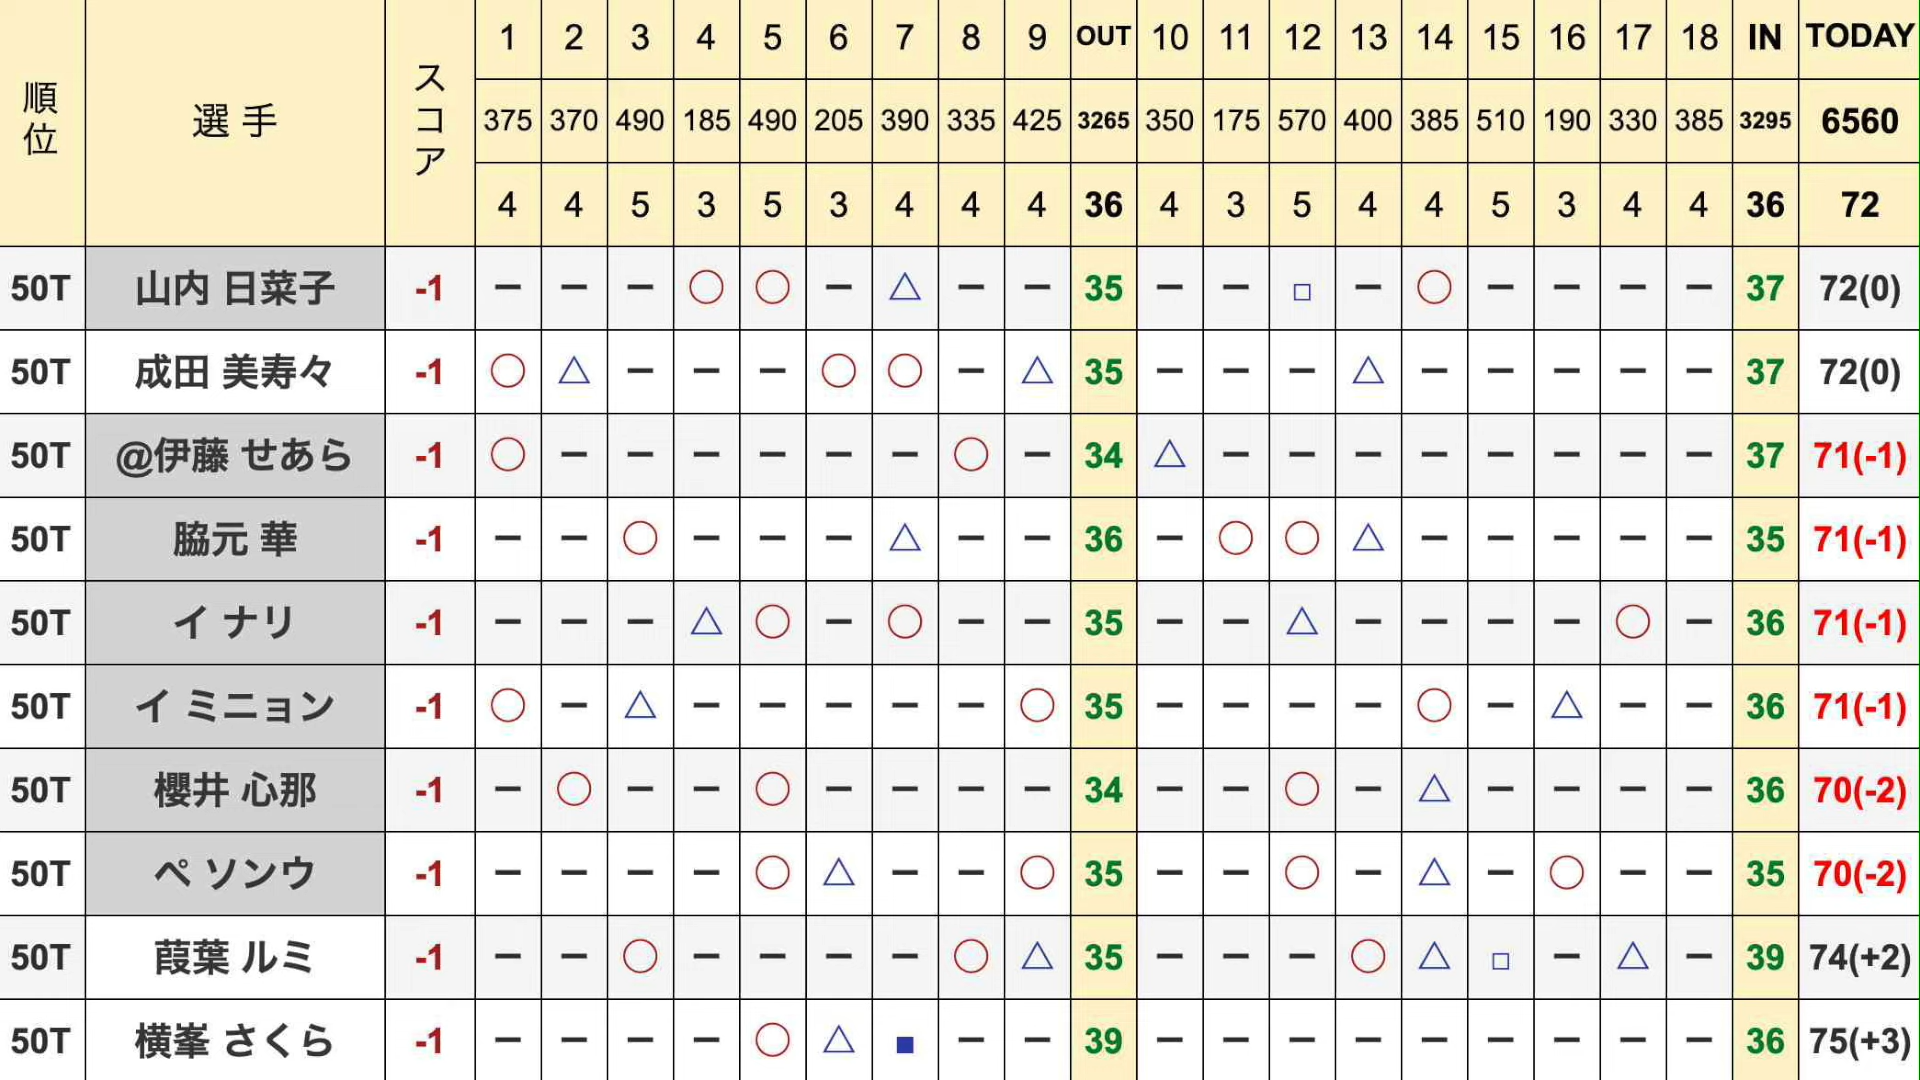 順位 選手 スコア 1 2 3 4 5 6 7 8 9 OUT 10 11 12 13 14 15 16 17 18 IN TODAY
375 370 490 185 490 205 390 335 425 3265 350 175 570 400 385 510 190 330 385 3295 6560
4 4 5 3 5 3 4 4 4 36 4 3 5 4 4 5 3 4 4 36 72
50T 山内 日菜子 -1 − − − ○ ○ − △ − − 35 − − □ − ○ − − − − 37 72(0)
50T 成田 美寿々 -1 ○ △ − − − ○ ○ − △ 35 − − − △ − − − − − 37 72(0)
50T @伊藤 せあら -1 ○ − − − − − − ○ − 34 △ − − − − − − − − 37 71(-1)
50T 脇元 華 -1 − − ○ − − − △ − − 36 − ○ ○ △ − − − − − 35 71(-1)
50T イ ナリ -1 − − − △ ○ − ○ − − 35 − − △ − − − − ○ − 36 71(-1)
50T イ ミニョン -1 ○ − △ − − − − − ○ 35 − − − − ○ − △ − − 36 71(-1)
50T 櫻井 心那 -1 − ○ − − ○ − − − − 34 − − ○ − △ − − − − 36 70(-2)
50T ペ ソンウ -1 − − − − ○ △ − − ○ 35 − − ○ − △ − ○ − − 35 70(-2)
50T 葭葉 ルミ -1 − − ○ − − − − ○ △ 35 − − − ○ △ □ − △ − 39 74(+2)
50T 横峯 さくら -1 − − − − ○ △ ■ − − 39 − − − − − − − − − 36 75(+3)